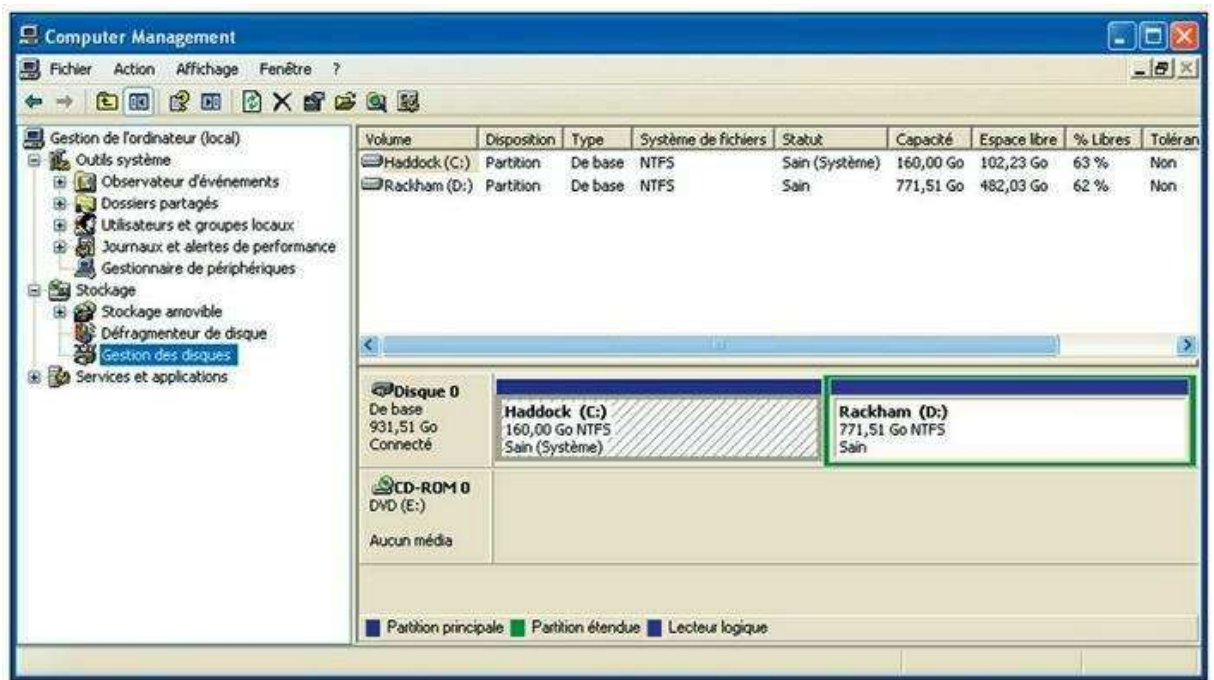 Computer Management
Fichier Action Affichage Fenêtre ?
Gestion de l'ordinateur (local)
Outils système
Observateur d'événements
Dossiers partagés
Utilisateurs et groupes locaux
Journaux et alertes de performance
Gestionnaire de périphériques
Stockage
Stockage amovible
Défragmenteur de disque
Gestion des disques
Services et applications
Volume Disposition Type Système de fichiers Statut Capacité Espace libre % Libres Toléran
Haddock (C:) Partition De base NTFS Sain (Système) 160,00 Go 102,23 Go 63 % Non
Rackham (D:) Partition De base NTFS Sain 771,51 Go 482,03 Go 62 % Non
Disque 0
De base
931,51 Go
Connecté
Haddock (C:)
160,00 Go NTFS
Sain (Système)
Rackham (D:)
771,51 Go NTFS
Sain
CD-ROM 0
DVD (E:)
Aucun média
Partition principale Partition étendue Lecteur logique